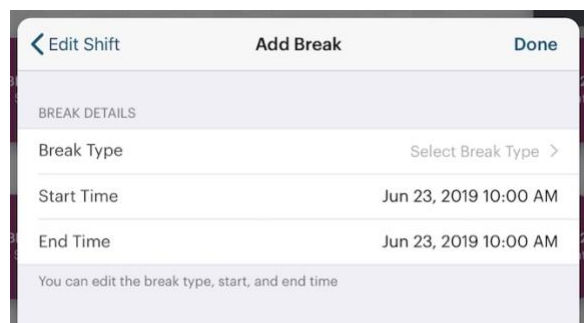 Edit Shift Add Break Done
BREAK DETAILS
Break Type Select Break Type
Start Time Jun 23, 2019 10:00 AM
End Time Jun 23, 2019 10:00 AM
You can edit the break type, start, and end time